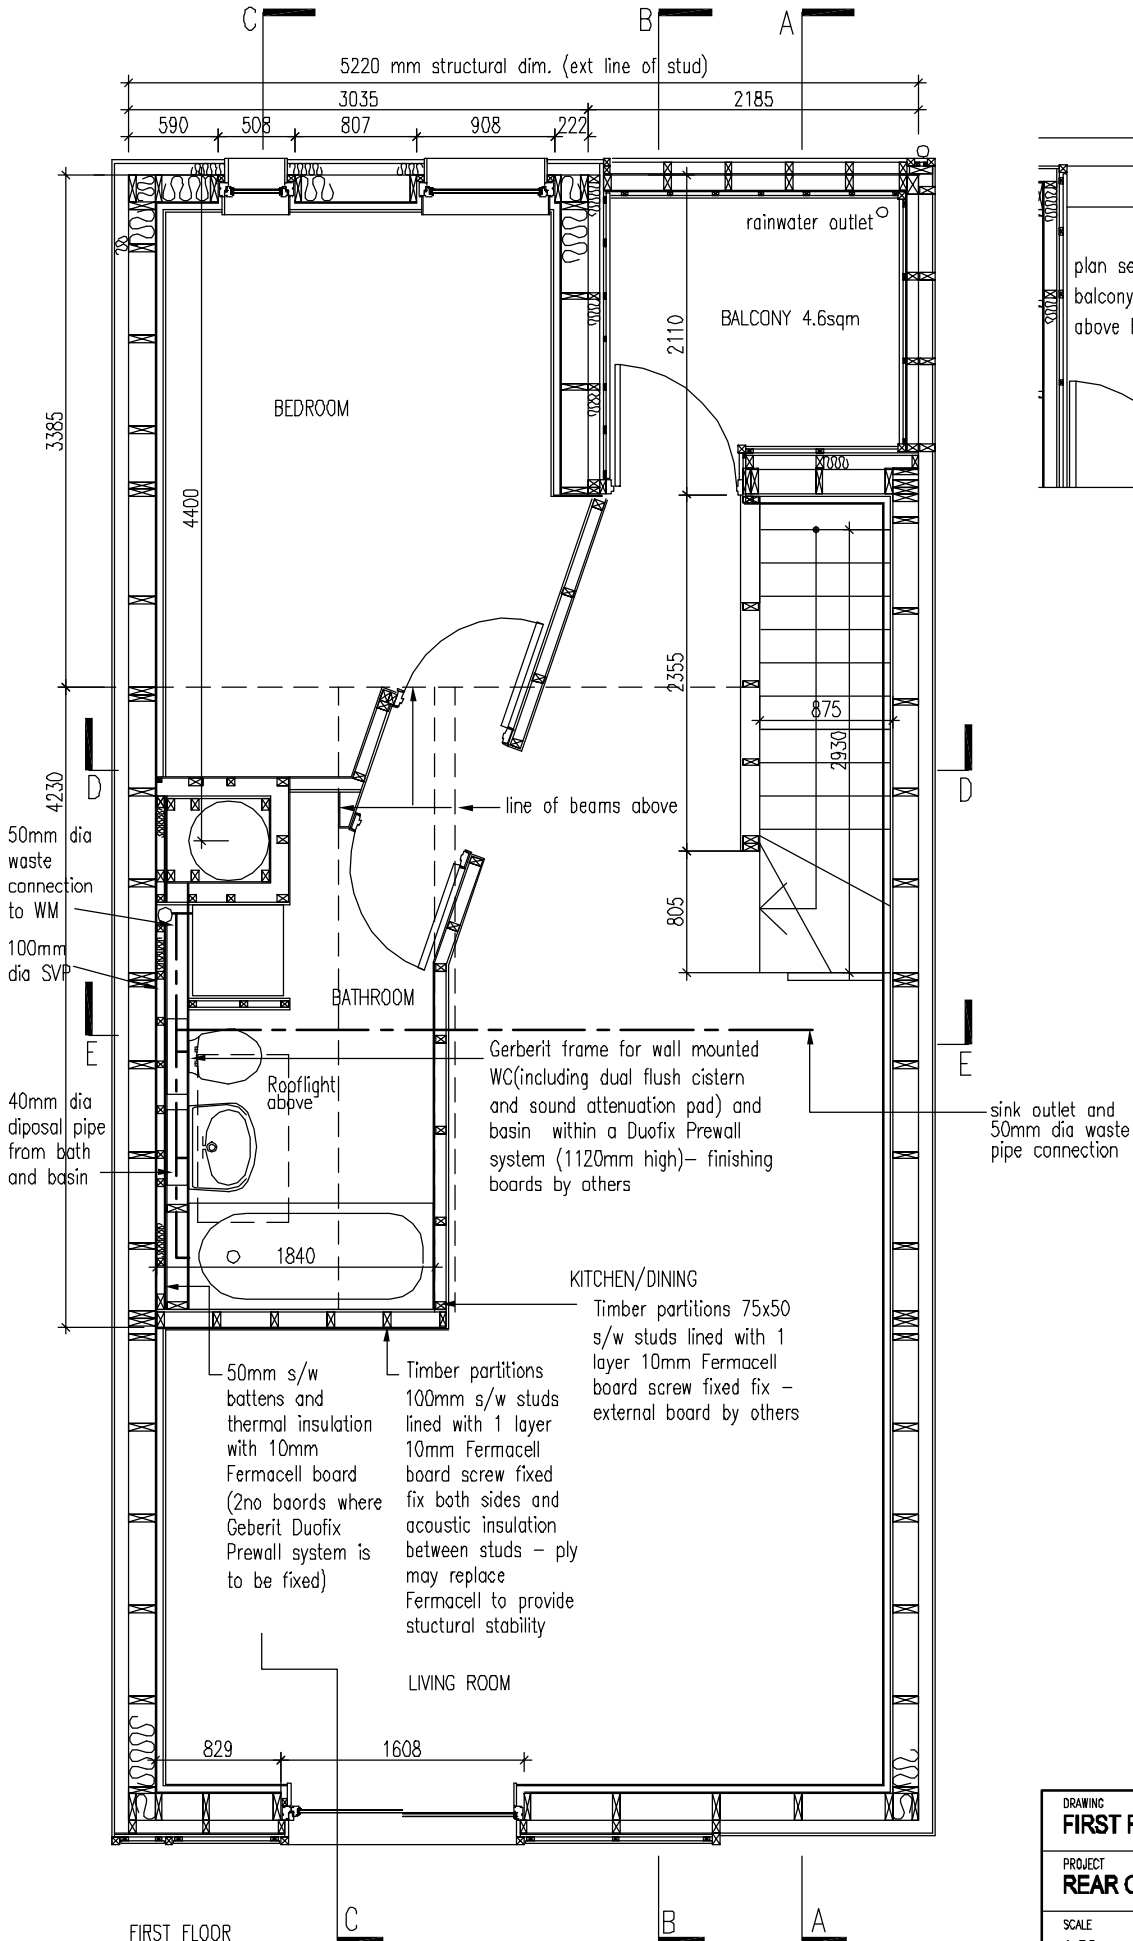 C
B
A
5220 mm structural dim. (ext line of stud)
3035
2185
590
508
807
908
222
rainwater outlet
BALCONY 4.6sqm
2110
plan se
balcony
above
BEDROOM
3385
4400
2355
875
2930
D
D
4230
line of beams above
50mm dia
waste
connection
to WM
805
100mm
dia SVP
BATHROOM
E
E
Gerberit frame for wall mounted
WC(including dual flush cistern
and sound attenuation pad) and
basin within a Duofix Prewall
system (1120mm high)– finishing
boards by others
Rooflight
above
40mm dia
diposal pipe
from bath
and basin
sink outlet and
50mm dia waste
pipe connection
1840
KITCHEN/DINING
Timber partitions 75x50
s/w studs lined with 1
layer 10mm Fermacell
board screw fixed fix –
external board by others
50mm s/w
battens and
thermal insulation
with 10mm
Fermacell board
(2no baords where
Geberit Duofix
Prewall system is
to be fixed)
Timber partitions
100mm s/w studs
lined with 1 layer
10mm Fermacell
board screw fixed
fix both sides and
acoustic insulation
between studs – ply
may replace
Fermacell to provide
stuctural stability
LIVING ROOM
829
1608
DRAWING
FIRST F
PROJECT
REAR
SCALE
C
B
A
FIRST FLOOR